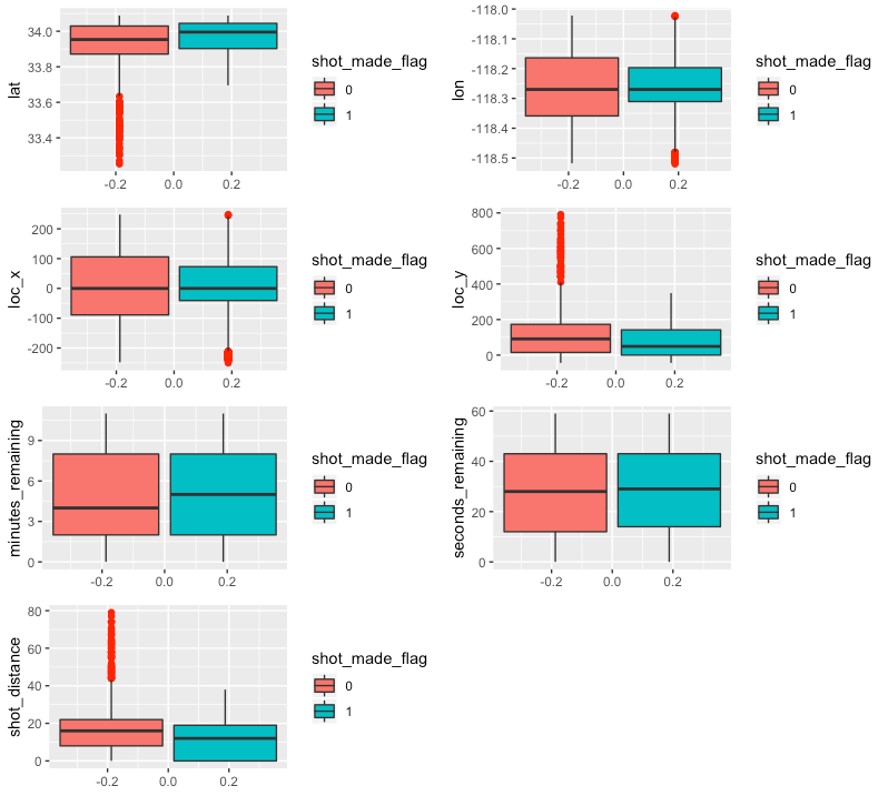 34.0
33.8
33.6
33.4
lat
-0.2 0.0 0.2
shot_made_flag
0
1
-118.0
-118.1
-118.2
-118.3
-118.4
-118.5
lon
-0.2 0.0 0.2
shot_made_flag
0
1
200
100
0
-100
-200
loc_x
-0.2 0.0 0.2
shot_made_flag
0
1
800
600
400
200
0
loc_y
-0.2 0.0 0.2
shot_made_flag
0
1
9
6
3
0
minutes_remaining
-0.2 0.0 0.2
shot_made_flag
0
1
60
40
20
0
seconds_remaining
-0.2 0.0 0.2
shot_made_flag
0
1
80
60
40
20
0
shot_distance
-0.2 0.0 0.2
shot_made_flag
0
1